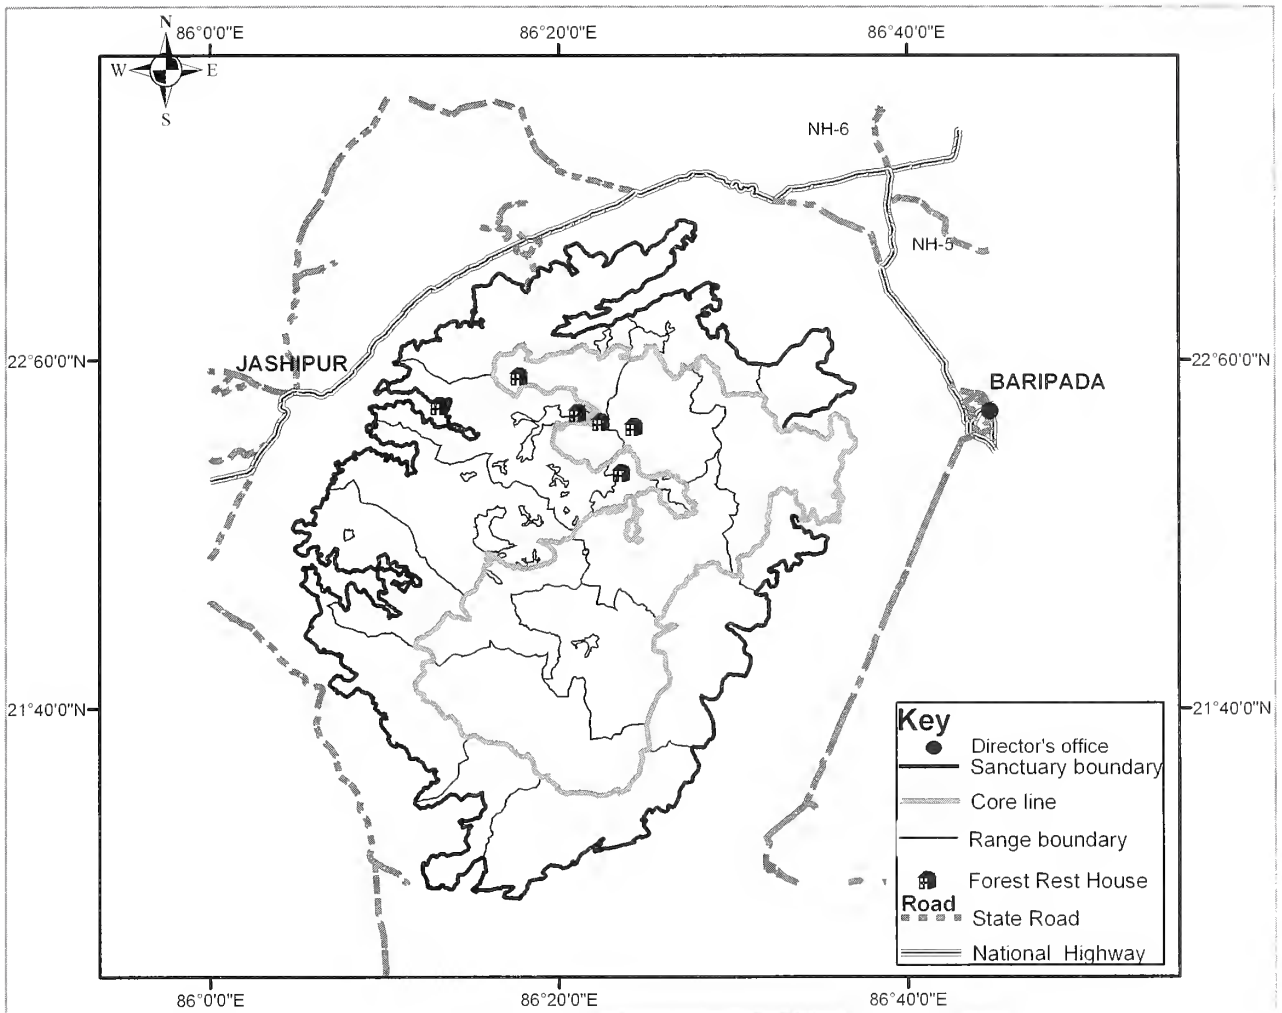 N
W E
S
86°0'0"E 86°20'0"E 86°40'0"E
NH-6
NH-5
22°60'0"N 22°60'0"N
JASHIPUR
BARIPADA
21°40'0"N 21°40'0"N
Key
Director's office
Sanctuary boundary
Core line
Range boundary
Forest Rest House
Road
State Road
National Highway
86°0'0"E 86°20'0"E 86°40'0"E